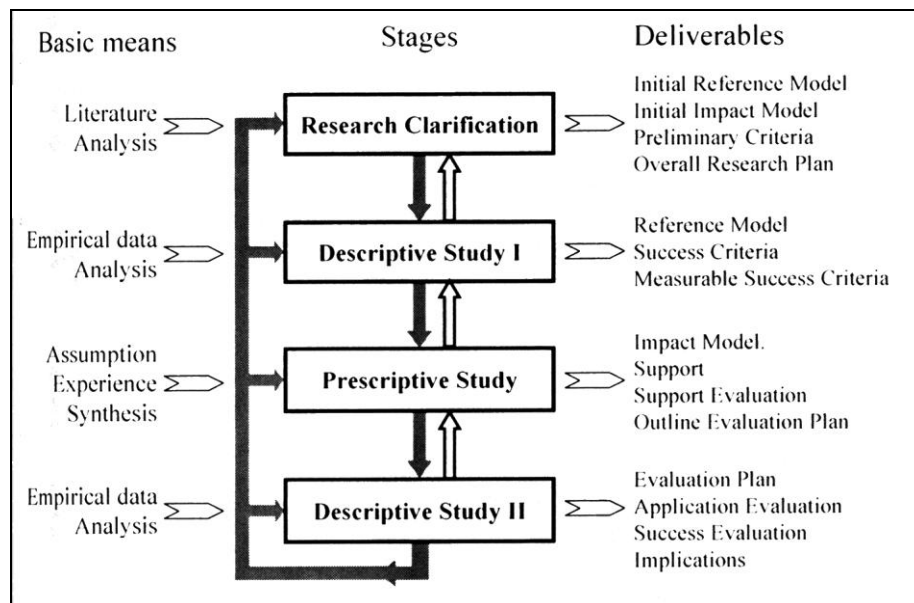 Basic means
Stages
Deliverables
Literature
Analysis
Research Clarification
Initial Reference Model
Initial Impact Model
Preliminary Criteria
Overall Research Plan
Empirical data
Analysis
Descriptive Study I
Reference Model
Success Criteria
Measurable Success Criteria
Assumption
Experience
Synthesis
Prescriptive Study
Impact Model.
Support
Support Evaluation
Outline Evaluation Plan
Empirical data
Analysis
Descriptive Study II
Evaluation Plan
Application Evaluation
Success Evaluation
Implications